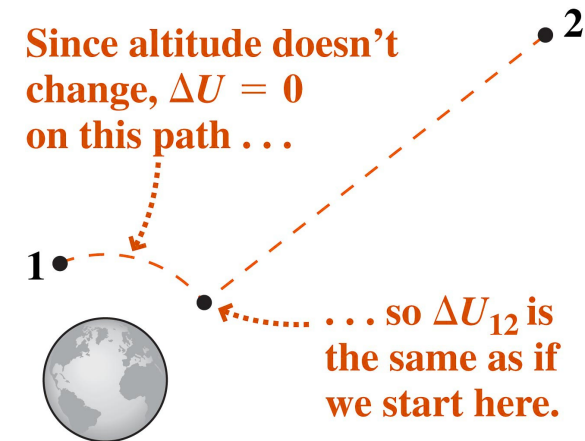 Since altitude doesn't
change, ΔU = 0
on this path . . .
2
1
. . . so ΔU₁₂ is
the same as if
we start here.